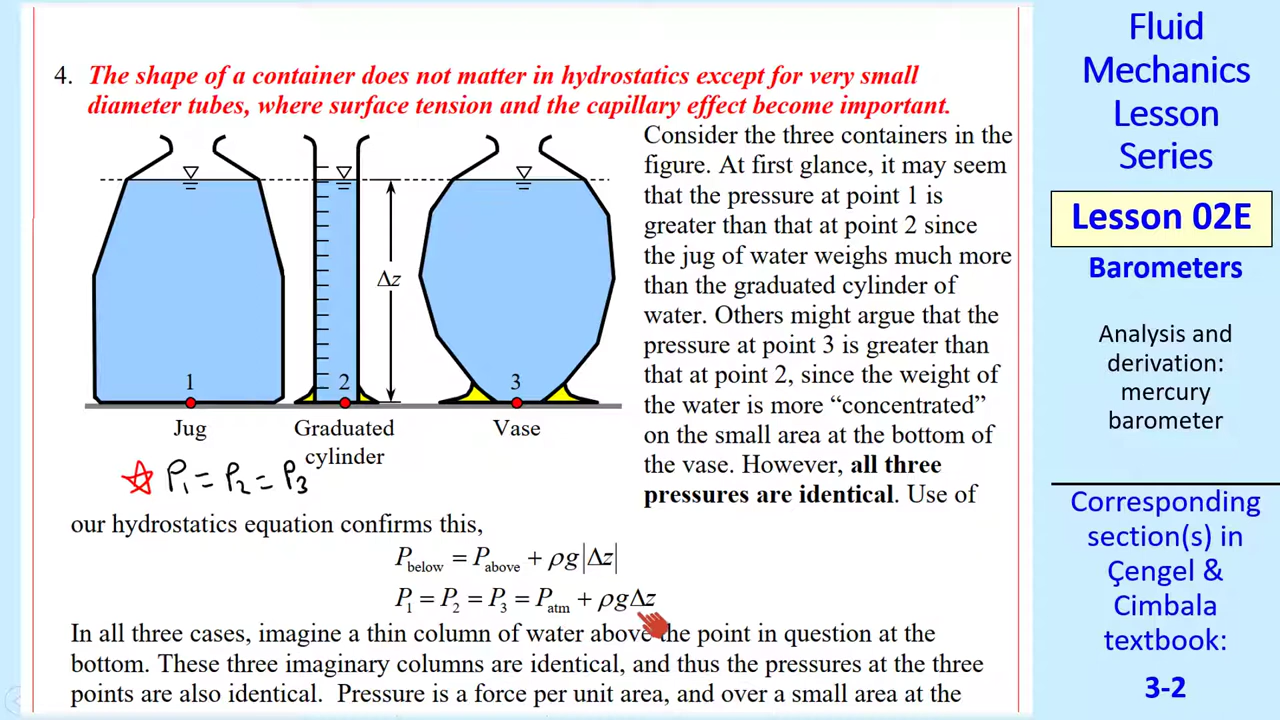 4. The shape of a container does not matter in hydrostatics except for very small
diameter tubes, where surface tension and the capillary effect become important.
Consider the three containers in the
figure. At first glance, it may seem
that the pressure at point 1 is
greater than that at point 2 since
the jug of water weighs much more
than the graduated cylinder of
water. Others might argue that the
pressure at point 3 is greater than
that at point 2, since the weight of
the water is more “concentrated”
on the small area at the bottom of
the vase. However, all three
pressures are identical. Use of
Δz
1
2
3
Jug
Graduated
cylinder
Vase
P₁ = P₂ = P₃
our hydrostatics equation confirms this,
P_below = P_above + ρg|Δz|
P₁ = P₂ = P₃ = P_atm + ρgΔz
In all three cases, imagine a thin column of water above the point in question at the
bottom. These three imaginary columns are identical, and thus the pressures at the three
points are also identical. Pressure is a force per unit area, and over a small area at the
Fluid
Mechanics
Lesson
Series
Lesson 02E
Barometers
Analysis and
derivation:
mercury
barometer
Corresponding
section(s) in
Çengel &
Cimbala
textbook:
3-2